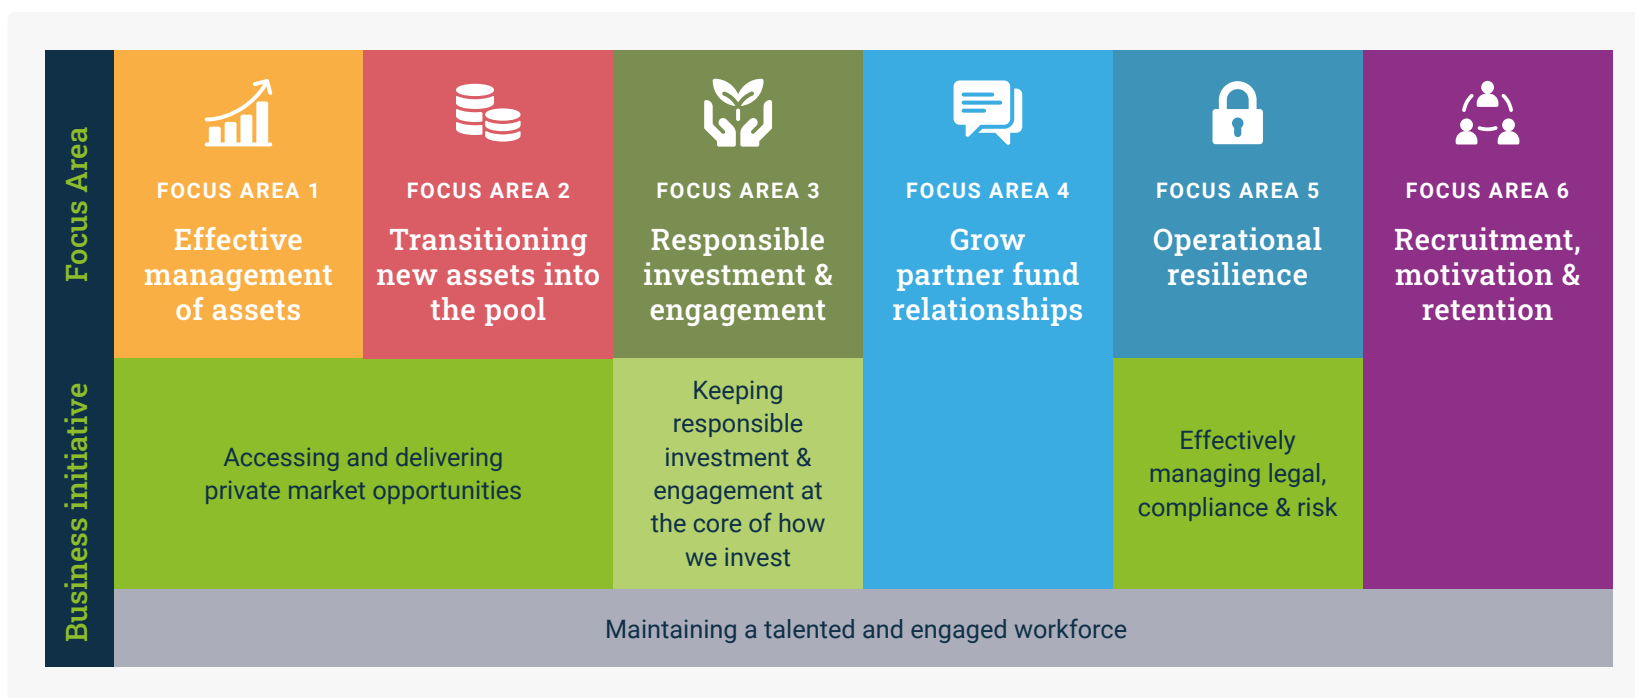 Focus Area
FOCUS AREA 1
Effective
management
of assets
FOCUS AREA 2
Transitioning
new assets into
the pool
FOCUS AREA 3
Responsible
investment &
engagement
FOCUS AREA 4
Grow
partner fund
relationships
FOCUS AREA 5
Operational
resilience
FOCUS AREA 6
Recruitment,
motivation &
retention
Business initiative
Accessing and delivering
private market opportunities
Keeping
responsible
investment &
engagement at
the core of how
we invest
Effectively
managing legal,
compliance & risk
Maintaining a talented and engaged workforce